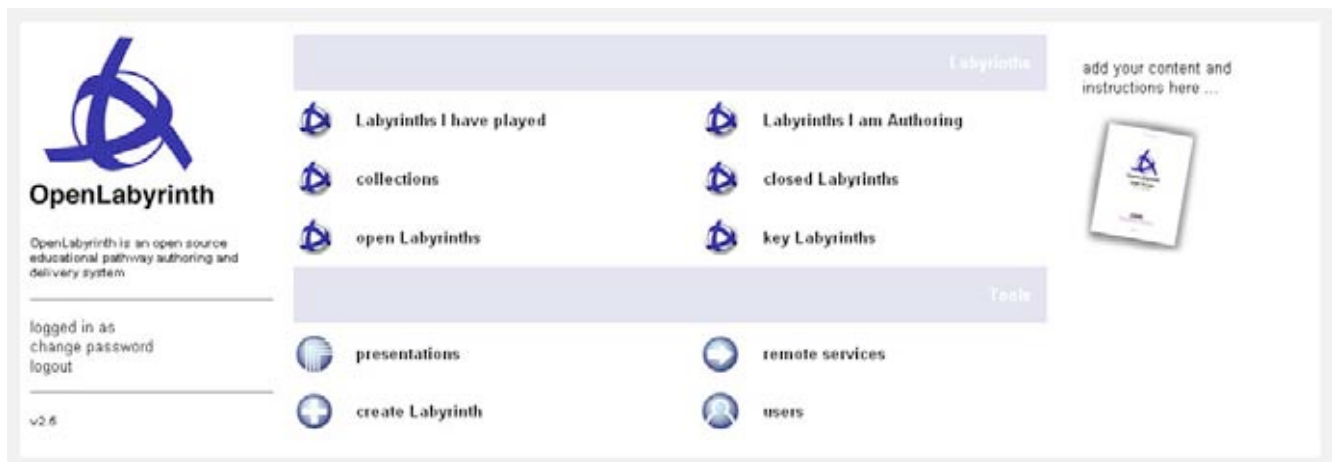 OpenLabyrinth
OpenLabyrinth is an open source
educational pathway authoring and
delivery system
logged in as
change password
logout
v2.6
Labyrinths
Labyrinths I have played
Labyrinths I am Authoring
collections
closed Labyrinths
open Labyrinths
key Labyrinths
Tools
presentations
remote services
create Labyrinth
users
add your content and
instructions here ...